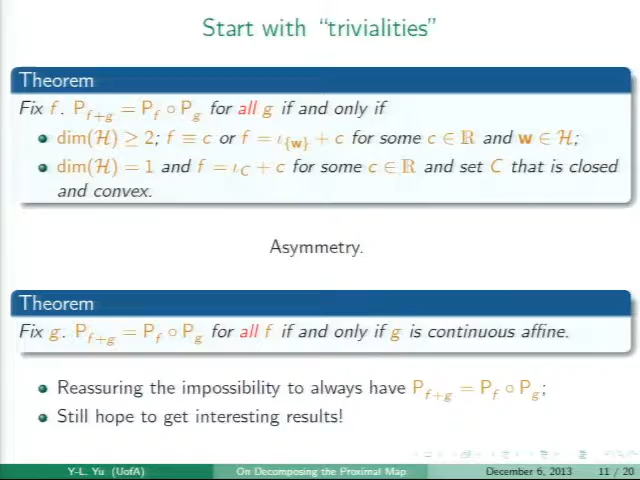 Start with “trivialities”
Theorem
Fix f. P_{f+g} = P_f ∘ P_g for all g if and only if
dim(ℋ) ≥ 2; f ≡ c or f = ι_{{w}} + c for some c ∈ ℝ and w ∈ ℋ;
dim(ℋ) = 1 and f = ι_C + c for some c ∈ ℝ and set C that is closed
and convex.
Asymmetry.
Theorem
Fix g. P_{f+g} = P_f ∘ P_g for all f if and only if g is continuous affine.
Reassuring the impossibility to always have P_{f+g} = P_f ∘ P_g;
Still hope to get interesting results!
Y-L. Yu (UofA) On Decomposing the Proximal Map December 6, 2013 11 / 20